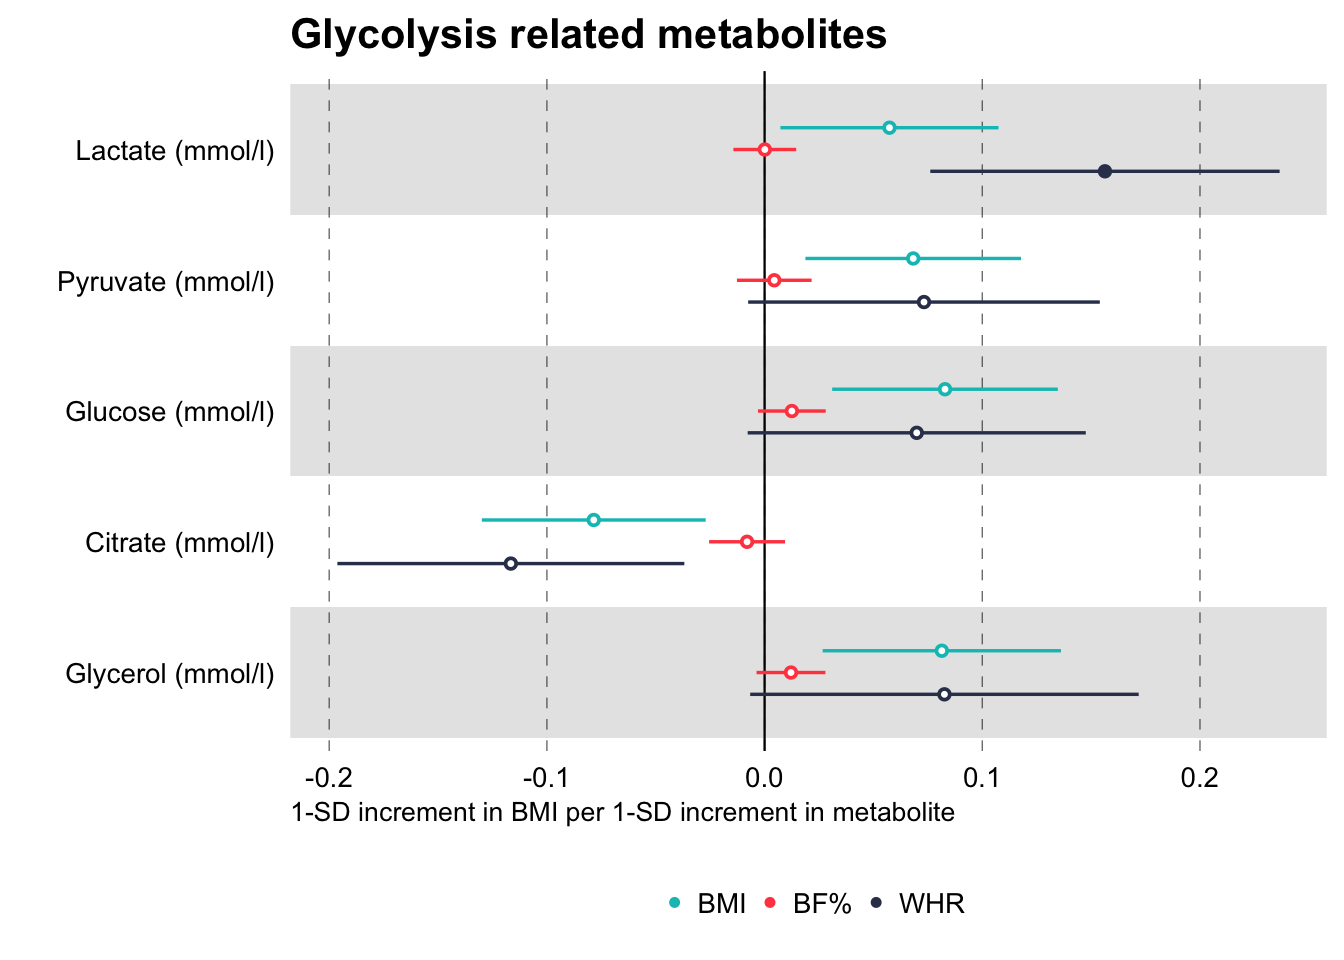 Glycolysis related metabolites
Lactate (mmol/l)
Pyruvate (mmol/l)
Glucose (mmol/l)
Citrate (mmol/l)
Glycerol (mmol/l)
-0.2 -0.1 0.0 0.1 0.2
1-SD increment in BMI per 1-SD increment in metabolite
BMI BF% WHR